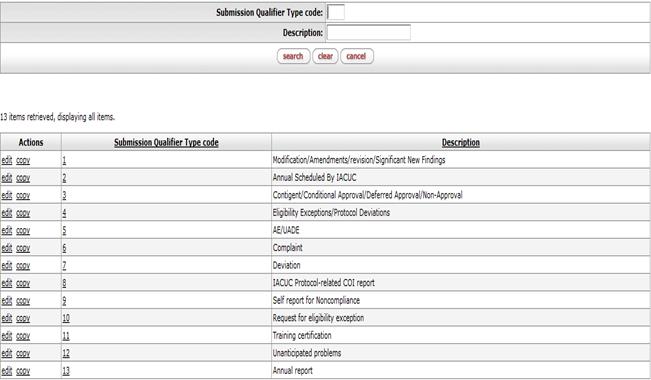 Submission Qualifier Type code:
Description:
search clear cancel
13 items retrieved, displaying all items.
Actions Submission Qualifier Type code Description
edit copy 1 Modification/Amendments/revision/Significant New Findings
edit copy 2 Annual Scheduled By IACUC
edit copy 3 Contigent/Conditional Approval/Deferred Approval/Non-Approval
edit copy 4 Eligibility Exceptions/Protocol Deviations
edit copy 5 AE/UADE
edit copy 6 Complaint
edit copy 7 Deviation
edit copy 8 IACUC Protocol-related COI report
edit copy 9 Self report for Noncompliance
edit copy 10 Request for eligibility exception
edit copy 11 Training certification
edit copy 12 Unanticipated problems
edit copy 13 Annual report